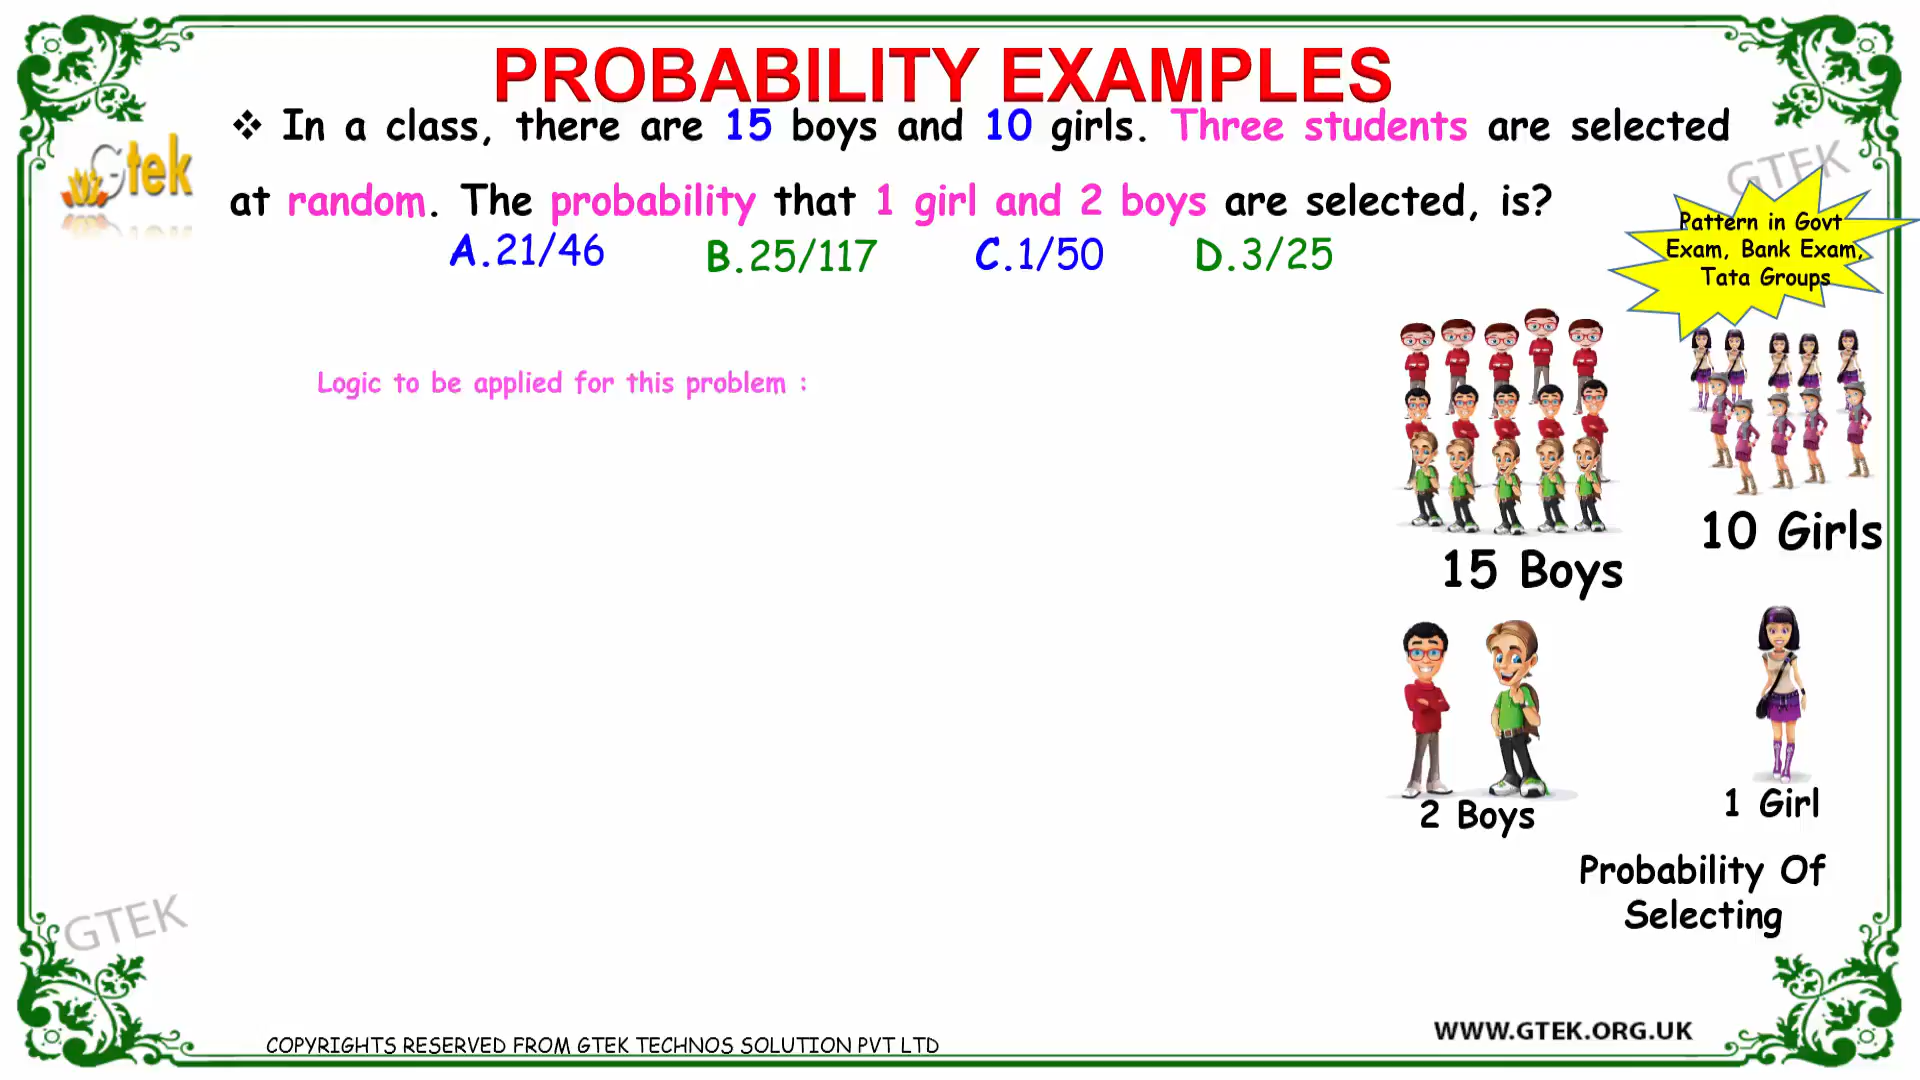 PROBABILITY EXAMPLES
❖ In a class, there are 15 boys and 10 girls. Three students are selected
at random. The probability that 1 girl and 2 boys are selected, is?
A.21/46 B.25/117 C.1/50 D.3/25
Gtek
GTEK
Pattern in Govt
Exam, Bank Exam,
Tata Groups
Logic to be applied for this problem :
10 Girls
15 Boys
2 Boys
1 Girl
Probability Of
Selecting
GTEK
WWW.GTEK.ORG.UK
COPYRIGHTS RESERVED FROM GTEK TECHNOS SOLUTION PVT LTD